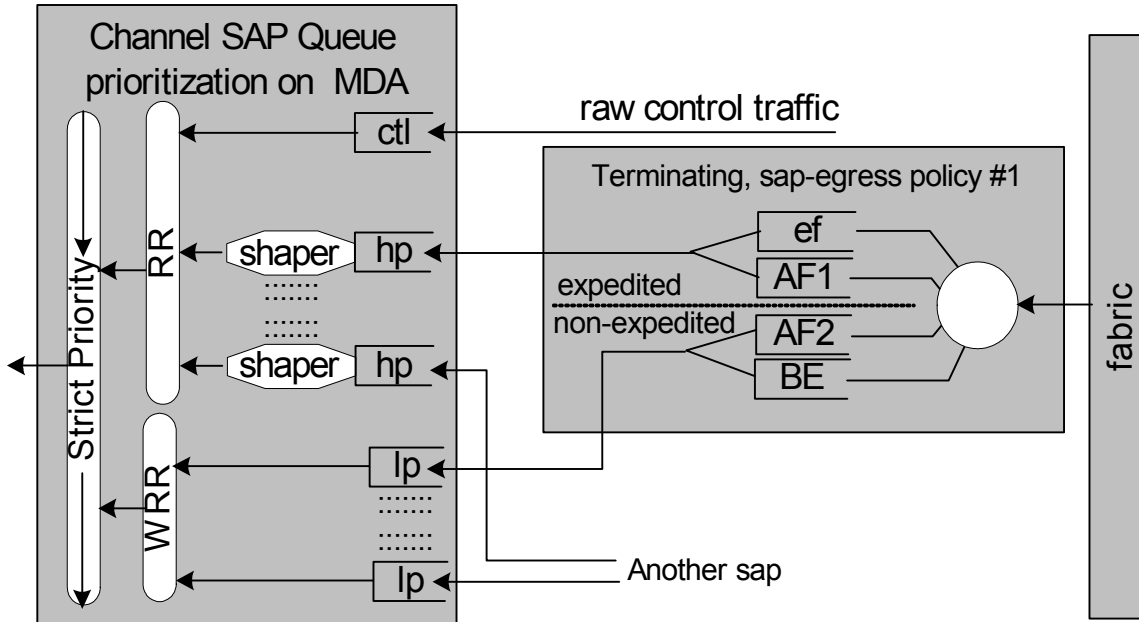 Channel SAP Queue
prioritization on MDA
raw control traffic
ctl
Terminating, sap-egress policy #1
ef
shaper
hp
AF1
RR
expedited
non-expedited
AF2
shaper
hp
BE
fabric
Strict Priority
lp
WRR
lp
Another sap